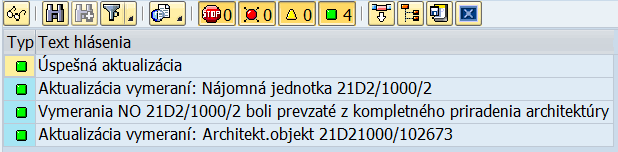 STOP 0 0 0 4
Typ Text hlásenia
Úspešná aktualizácia
Aktualizácia vymeraní: Nájomná jednotka 21D2/1000/2
Vymerania NO 21D2/1000/2 boli prevzaté z kompletného priradenia architektúry
Aktualizácia vymeraní: Architekt.objekt 21D21000/102673